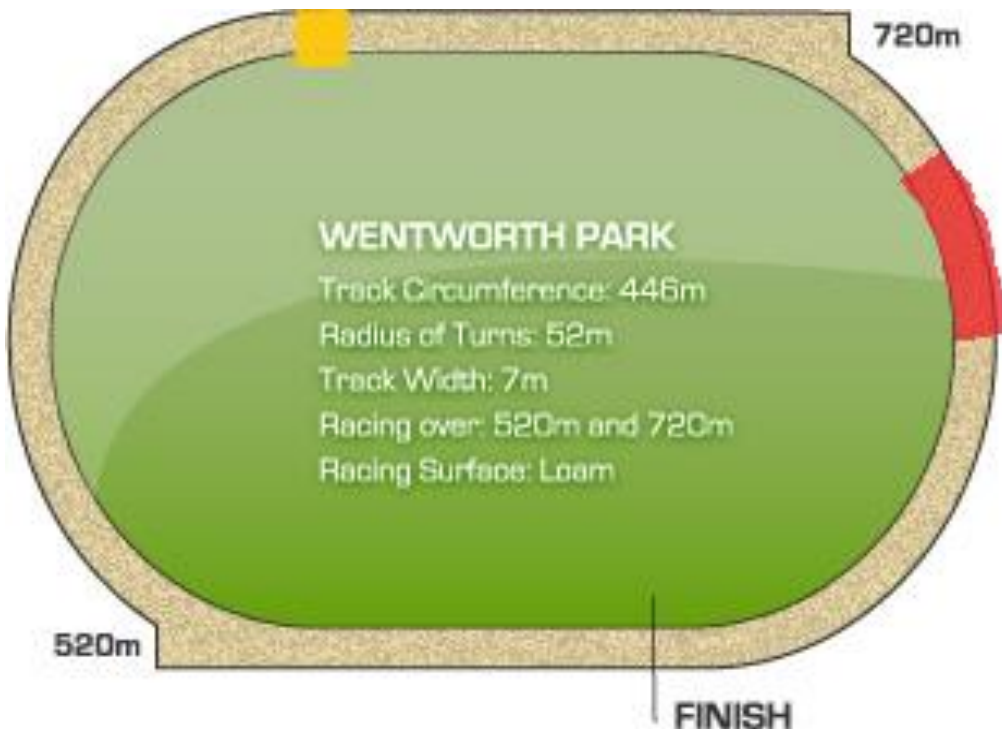 720m
WENTWORTH PARK
Track Circumference: 446m
Radius of Turns: 52m
Track Width: 7m
Racing over: 520m and 720m
Racing Surface: Loam
520m
FINISH